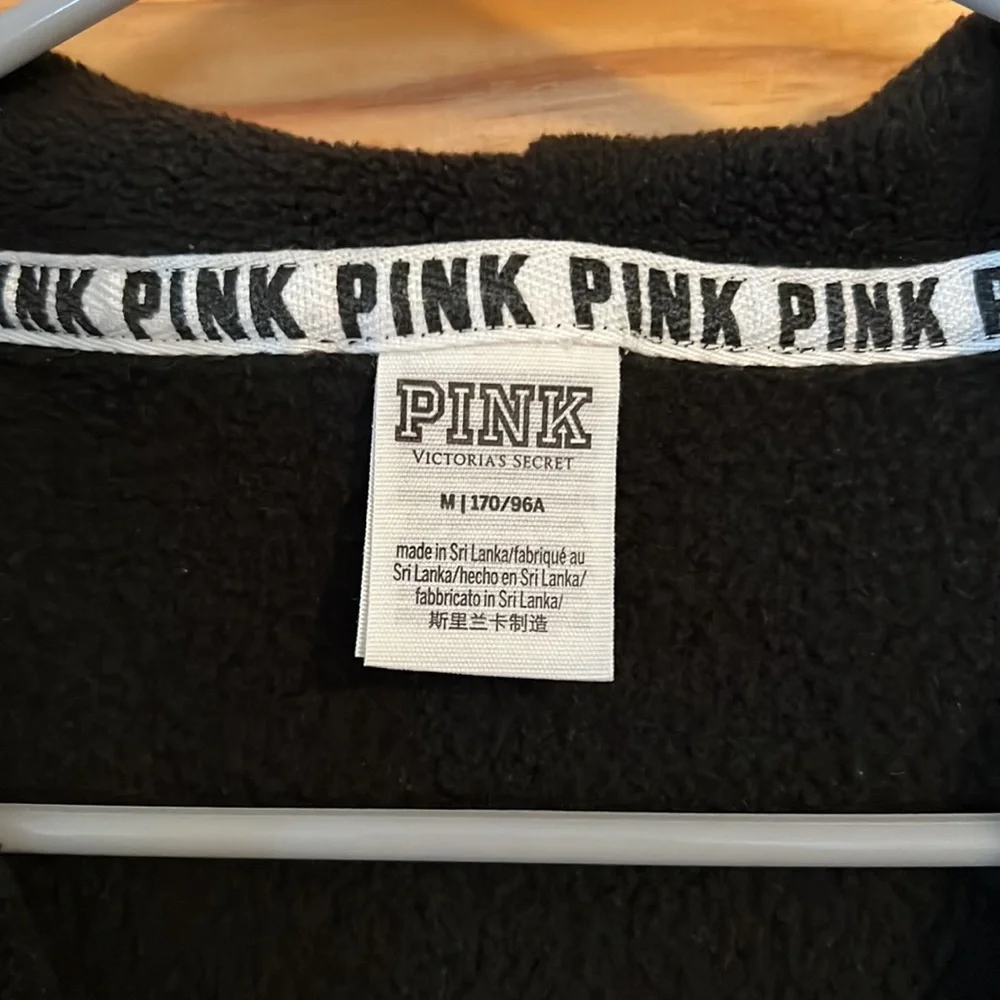 PINK PINK PINK PINK PINK
PINK
VICTORIA'S SECRET
M | 170/96A
made in Sri Lanka/fabriqué au
Sri Lanka/hecho en Sri Lanka/
fabbricato in Sri Lanka/
斯里兰卡制造